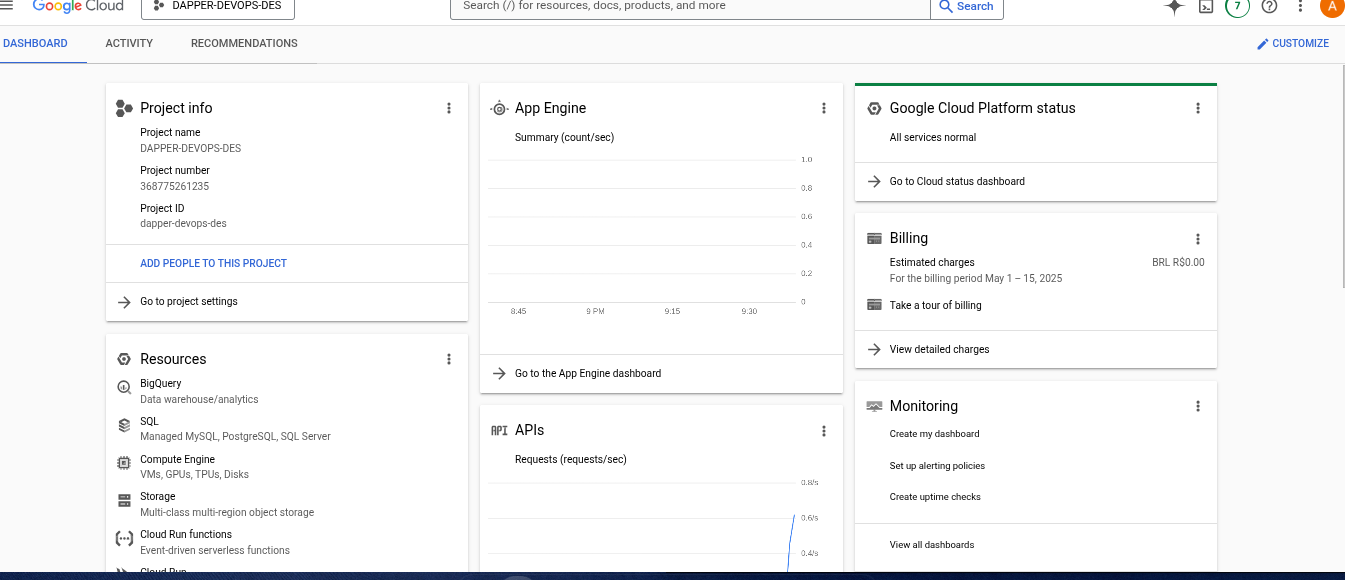 Google Cloud
DAPPER-DEVOPS-DES
Search (/) for resources, docs, products, and more
Search
7
A
DASHBOARD
ACTIVITY
RECOMMENDATIONS
CUSTOMIZE
Project info
Project name
DAPPER-DEVOPS-DES
Project number
368775261235
Project ID
dapper-devops-des
ADD PEOPLE TO THIS PROJECT
Go to project settings
Resources
BigQuery
Data warehouse/analytics
SQL
Managed MySQL, PostgreSQL, SQL Server
Compute Engine
VMs, GPUs, TPUs, Disks
Storage
Multi-class multi-region object storage
Cloud Run functions
Event-driven serverless functions
Cloud Run
App Engine
Summary (count/sec)
1.0
0.8
0.6
0.4
0.2
0
8:45
9 PM
9:15
9:30
Go to the App Engine dashboard
API
APIs
Requests (requests/sec)
0.8/s
0.6/s
0.4/s
Google Cloud Platform status
All services normal
Go to Cloud status dashboard
Billing
Estimated charges
BRL R$0.00
For the billing period May 1 – 15, 2025
Take a tour of billing
View detailed charges
Monitoring
Create my dashboard
Set up alerting policies
Create uptime checks
View all dashboards